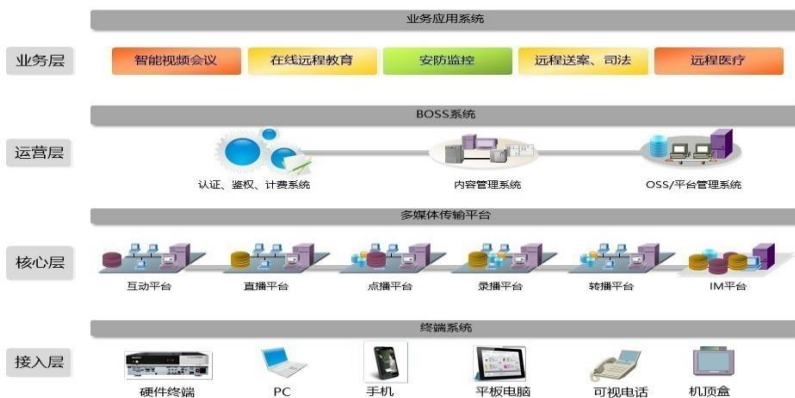 业务应用系统
业务层
智能视频会议
在线远程教育
安防监控
远程送案、司法
远程医疗
BOSS系统
运营层
认证、鉴权、计费系统
内容管理系统
OSS/平台管理系统
多媒体传输平台
核心层
互动平台
直播平台
点播平台
录播平台
转播平台
IM平台
终端系统
接入层
硬件终端
PC
手机
平板电脑
可视电话
机顶盒